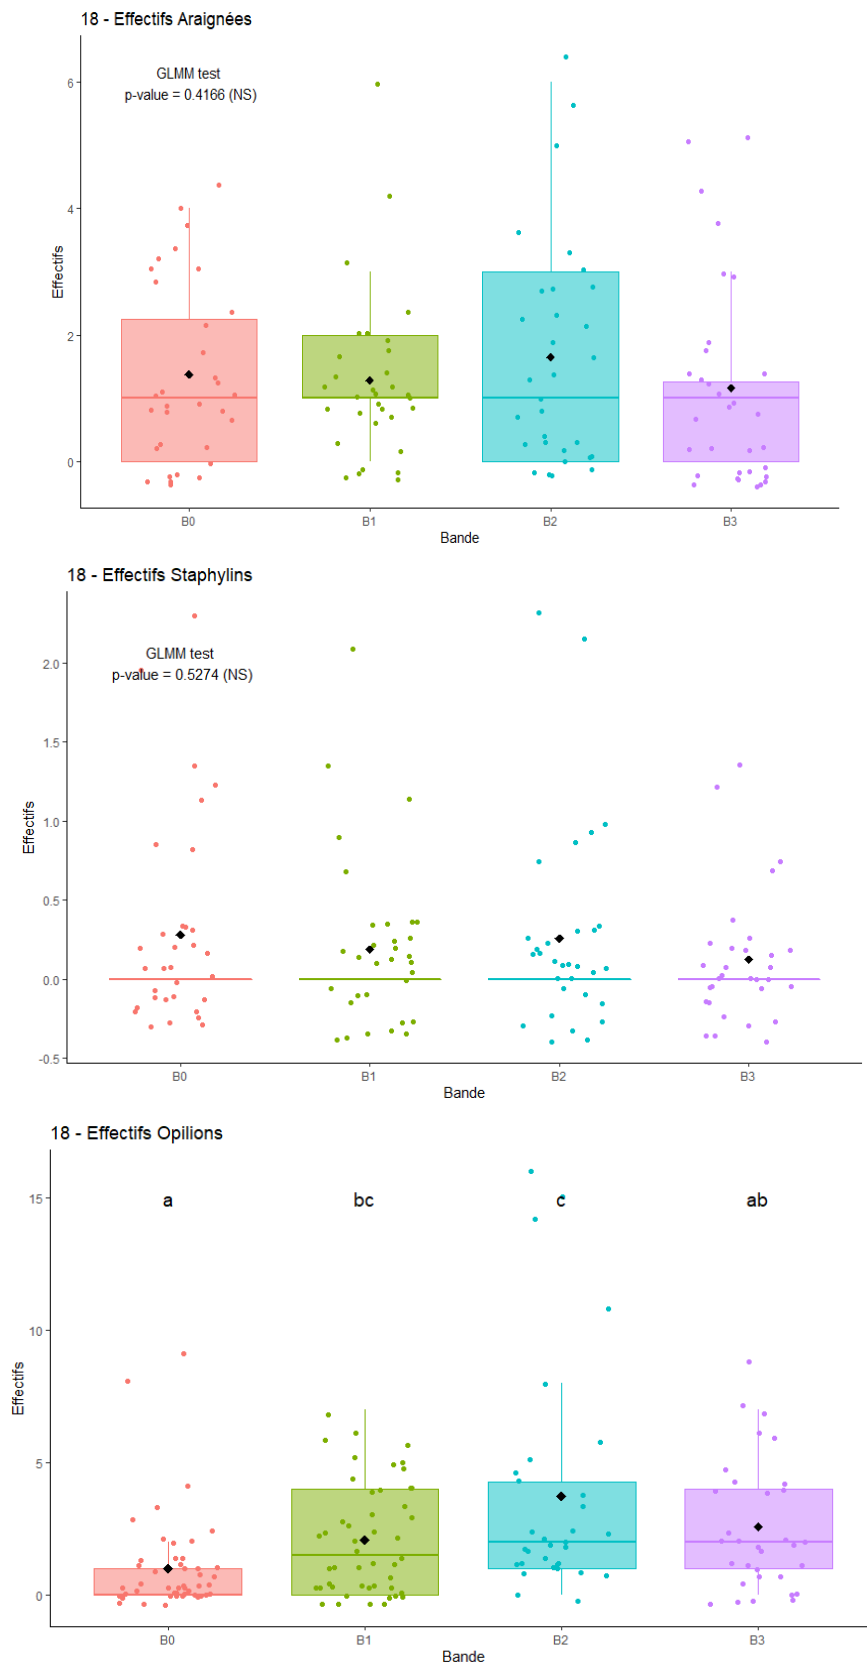 18 - Effectifs Araignées
GLMM test
p-value = 0.4166 (NS)
6
4
2
0
Effectifs
B0 B1 B2 B3
Bande
18 - Effectifs Staphylins
GLMM test
p-value = 0.5274 (NS)
2.0
1.5
1.0
0.5
0.0
-0.5
Effectifs
B0 B1 B2 B3
Bande
18 - Effectifs Opilions
a bc c ab
15
10
5
0
Effectifs
B0 B1 B2 B3
Bande